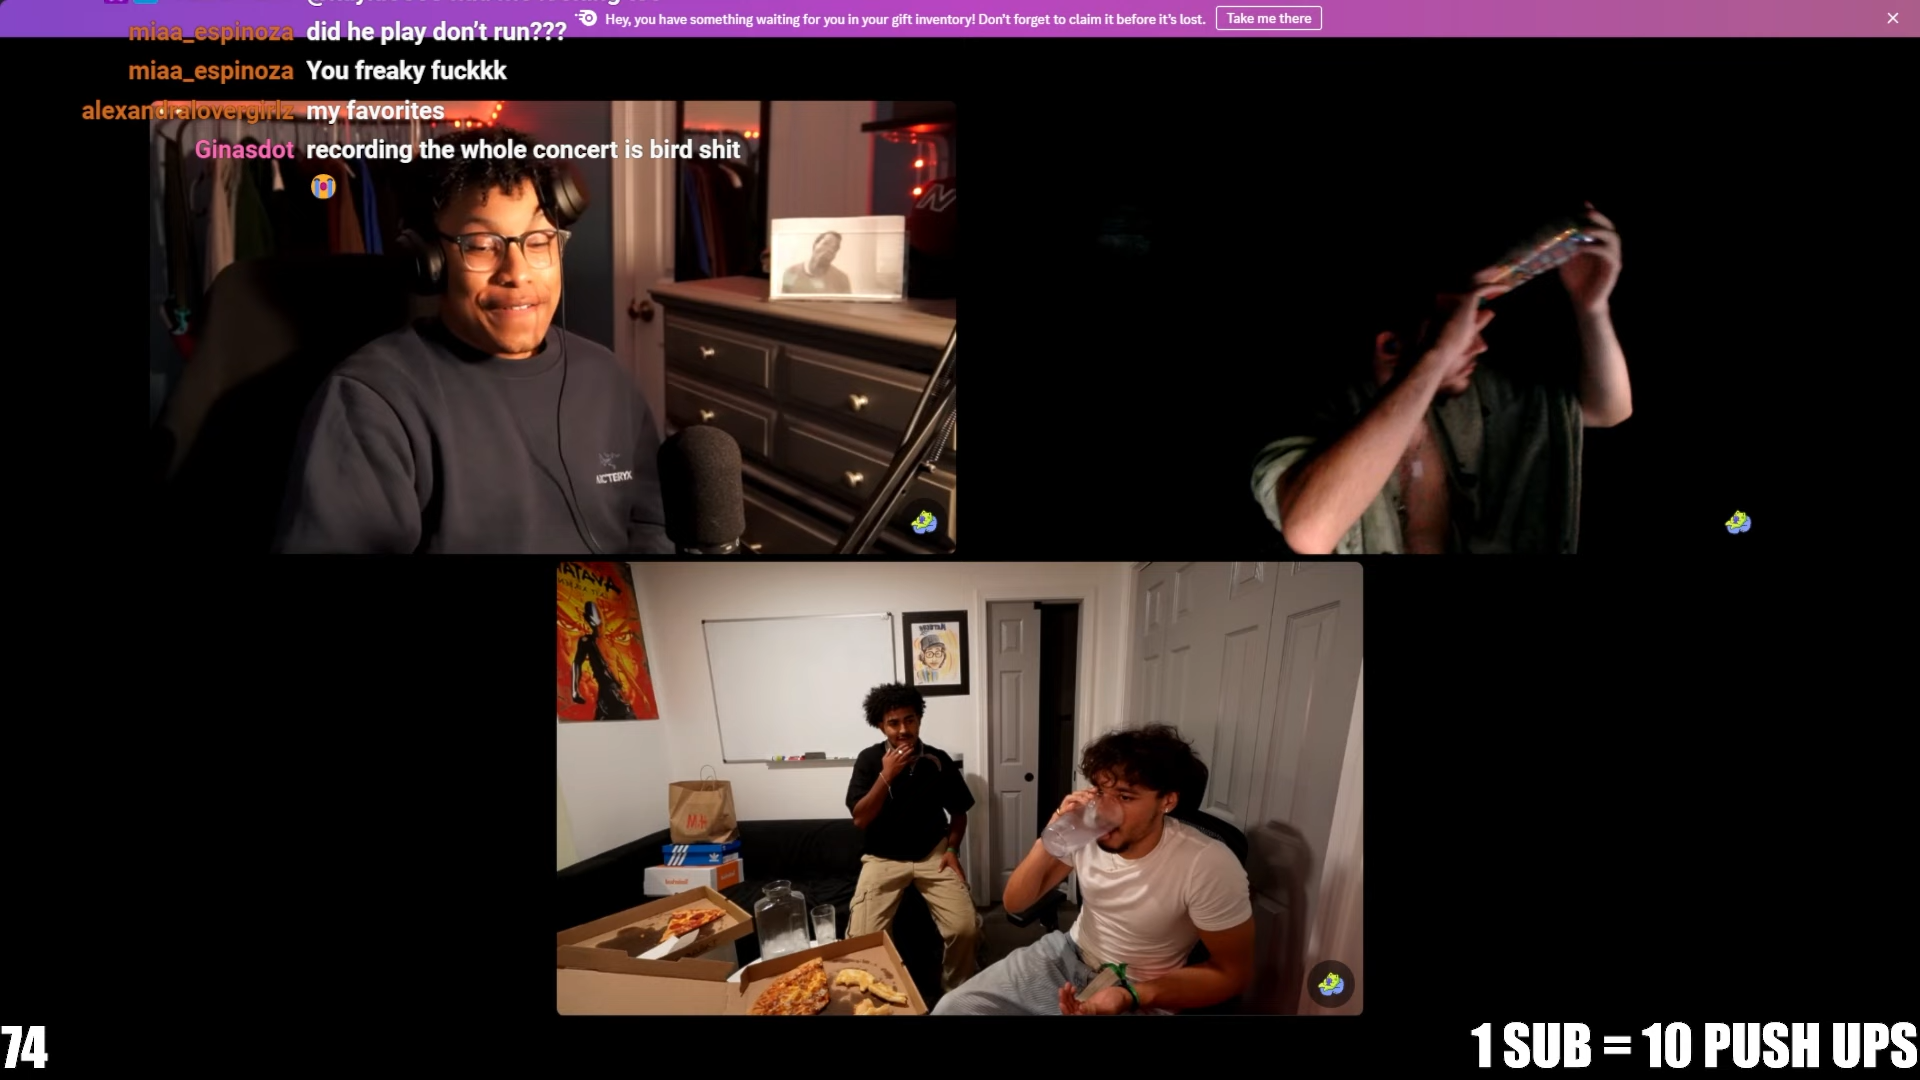 Hey, you have something waiting for you in your gift inventory! Don't forget to claim it before it's lost.
Take me there
miaa_espinoza did he play don't run???
miaa_espinoza You freaky fuckkk
alexandralovergirlz my favorites
Ginasdot recording the whole concert is bird shit
ARC'TERYX
74
1 SUB = 10 PUSH UPS